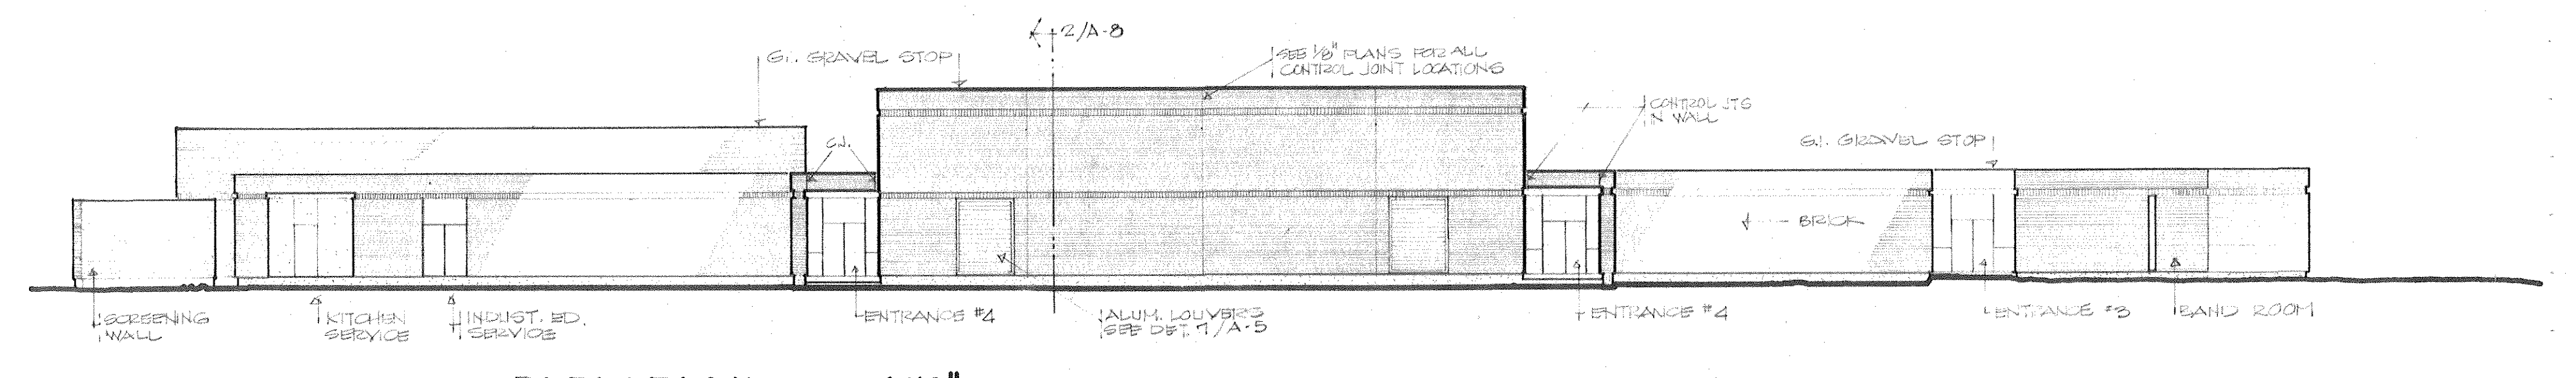 2/A-8
G.I. GRAVEL STOP
SEE 1/8" PLANS FOR ALL
CONTROL JOINT LOCATIONS
CONTROL JTS
IN WALL
C.J.
G.I. GRAVEL STOP
BRICK
SCREENING
WALL
KITCHEN
SERVICE
INDUST. ED.
SERVICE
ENTRANCE #4
ALUM. LOUVERS
SEE DET. 7/A-5
ENTRANCE #4
ENTRANCE #3
BAND ROOM